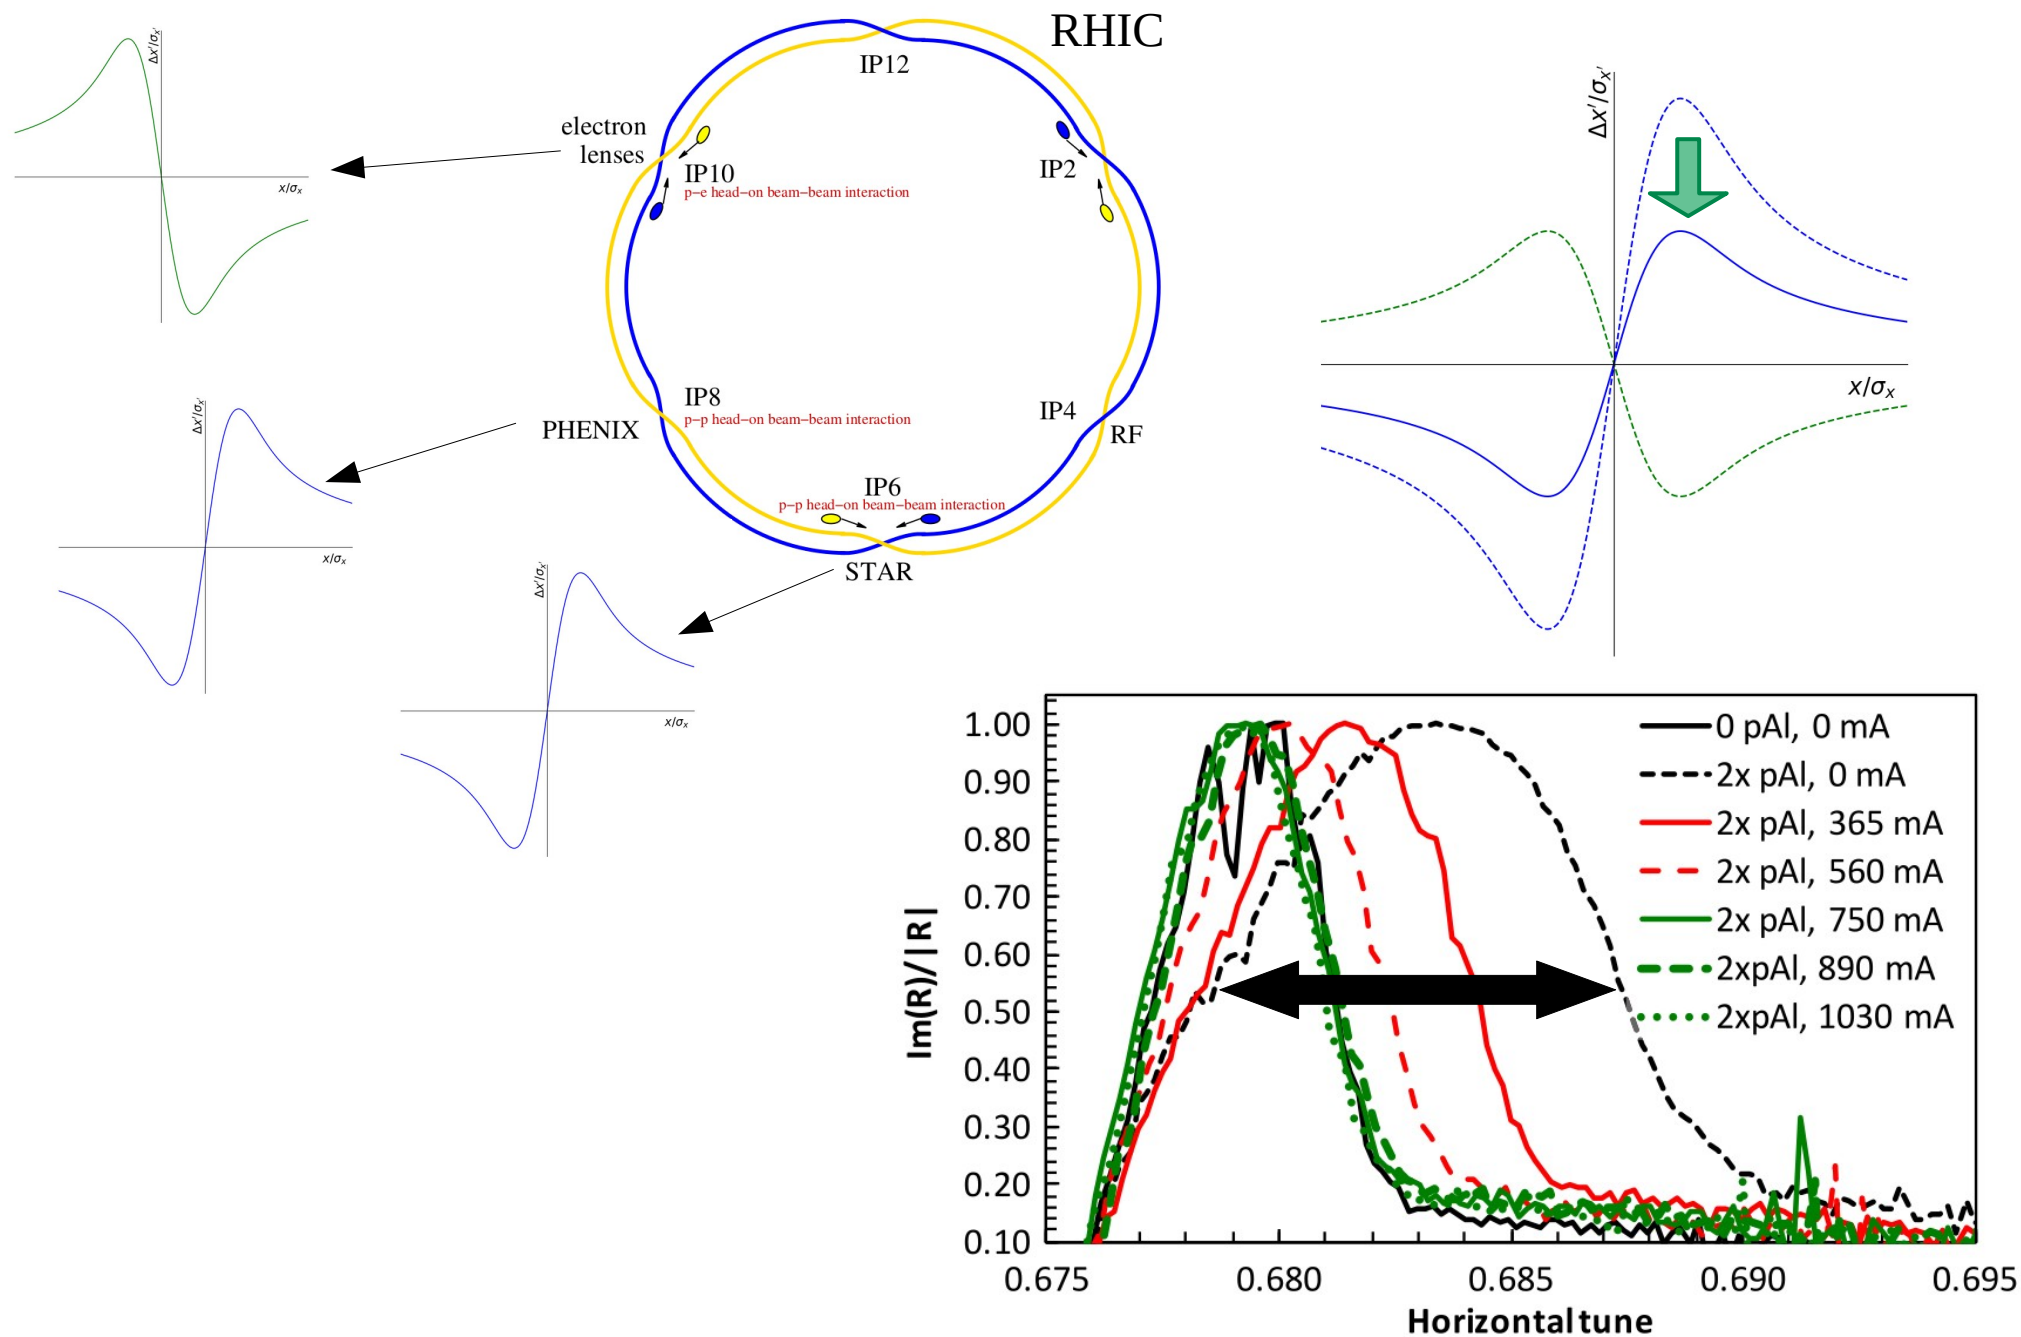 RHIC
IP12
electron
lenses
IP10
p−e head−on beam−beam interaction
IP2
Δx'/σx'
x/σx
Δx'/σx'
x/σx
IP8
p−p head−on beam−beam interaction
PHENIX
IP4
RF
IP6
p−p head−on beam−beam interaction
STAR
Δx'/σx'
x/σx
Δx'/σx'
x/σx
0 pAl, 0 mA
2x pAl, 0 mA
2x pAl, 365 mA
2x pAl, 560 mA
2x pAl, 750 mA
2xpAl, 890 mA
2xpAl, 1030 mA
Im(R)/|R|
1.00
0.90
0.80
0.70
0.60
0.50
0.40
0.30
0.20
0.10
0.675 0.680 0.685 0.690 0.695
Horizontal tune